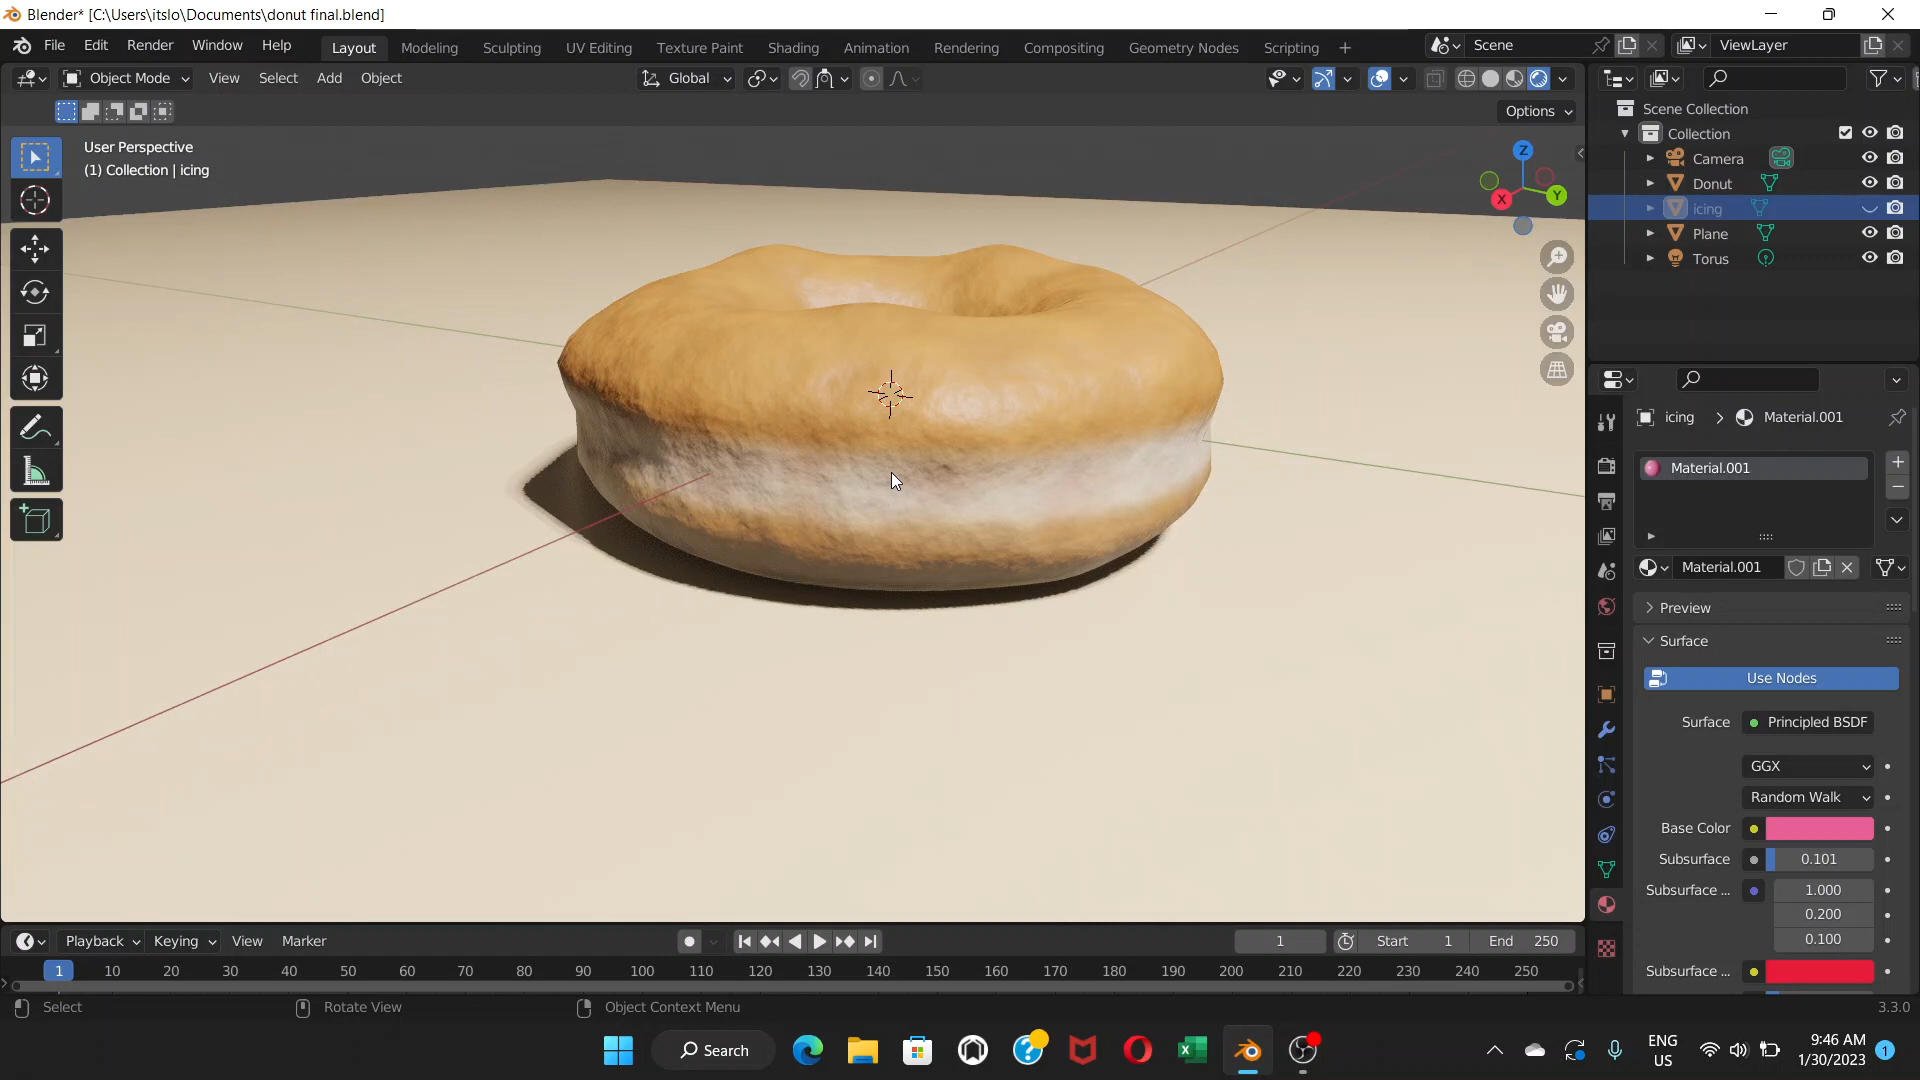 Blender* [C:\Users\itslo\Documents\donut final.blend]
File Edit Render Window Help
Layout Modeling Sculpting UV Editing Texture Paint Shading Animation Rendering Compositing Geometry Nodes Scripting +
Scene
ViewLayer
Object Mode View Select Add Object
Global
Options
User Perspective
(1) Collection | icing
Z
X
Y
Scene Collection
Collection
Camera
Donut
icing
Plane
Torus
icing > Material.001
Material.001
Material.001
Preview
Surface
Use Nodes
Surface Principled BSDF
GGX
Random Walk
Base Color
Subsurface 0.101
Subsurface ... 1.000
0.200
0.100
Subsurface ...
Playback Keying View Marker
1 Start 1 End 250
1 10 20 30 40 50 60 70 80 90 100 110 120 130 140 150 160 170 180 190 200 210 220 230 240 250
Select Rotate View Object Context Menu 3.3.0
Search
ENG
US
9:46 AM
1/30/2023
1